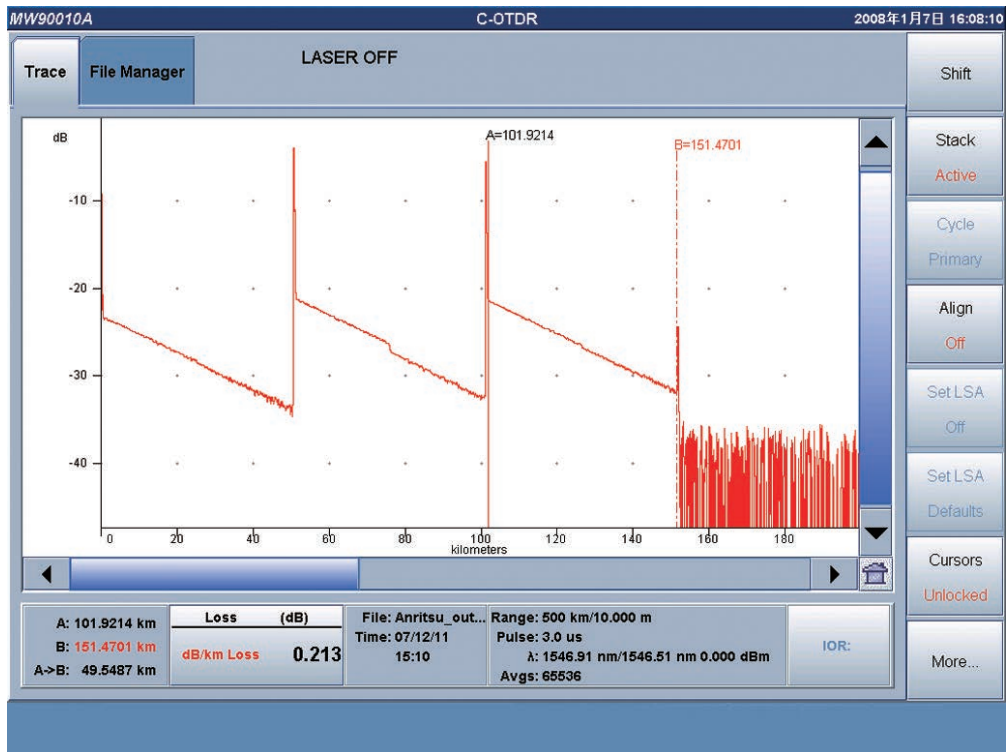 MW90010A C-OTDR 2008年1月7日 16:08:10
Trace File Manager LASER OFF
Shift
Stack
Active
Cycle
Primary
Align
Off
Set LSA
Off
Set LSA
Defaults
Cursors
Unlocked
More...
dB
A=101.9214
B=151.4701
-10
-20
-30
-40
0 20 40 60 80 100 120 140 160 180
kilometers
A: 101.9214 km
B: 151.4701 km
A->B: 49.5487 km
Loss (dB)
dB/km Loss 0.213
File: Anritsu_out...
Time: 07/12/11
15:10
Range: 500 km/10.000 m
Pulse: 3.0 us
λ: 1546.91 nm/1546.51 nm 0.000 dBm
Avgs: 65536
IOR: